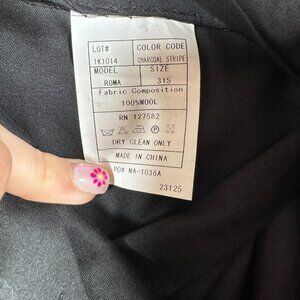 LOT# COLOR CODE
1K1014 CHARCOAL STRIPE
MODEL SIZE
ROMA 31S
Fabric Composition
100%WOOL
RN 127582
DRY CLEAN ONLY
MADE IN CHINA
PO# NA-1036A
23125